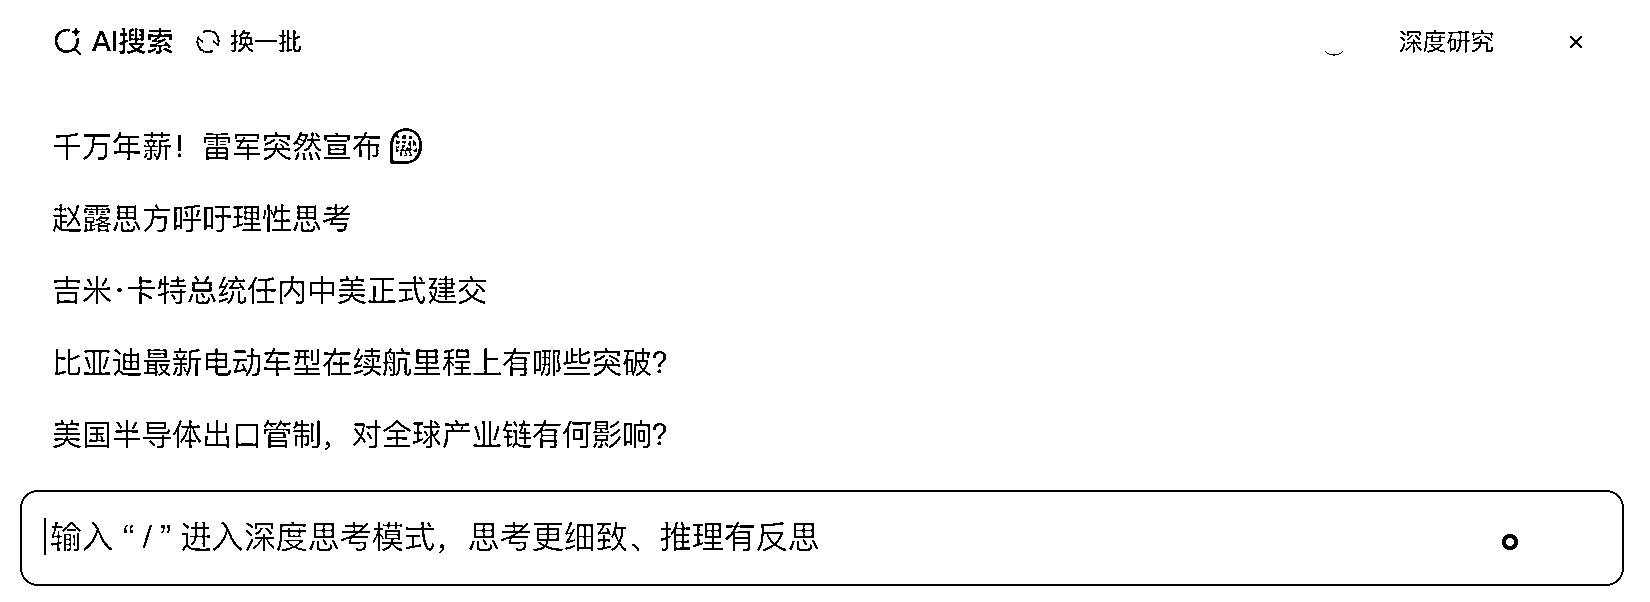 AI搜索 换一批 深度研究 ×
千万年薪！雷军突然宣布 热
赵露思方呼吁理性思考
吉米·卡特总统任内中美正式建交
比亚迪最新电动车型在续航里程上有哪些突破？
美国半导体出口管制，对全球产业链有何影响？
输入 “ / ” 进入深度思考模式，思考更细致、推理有反思